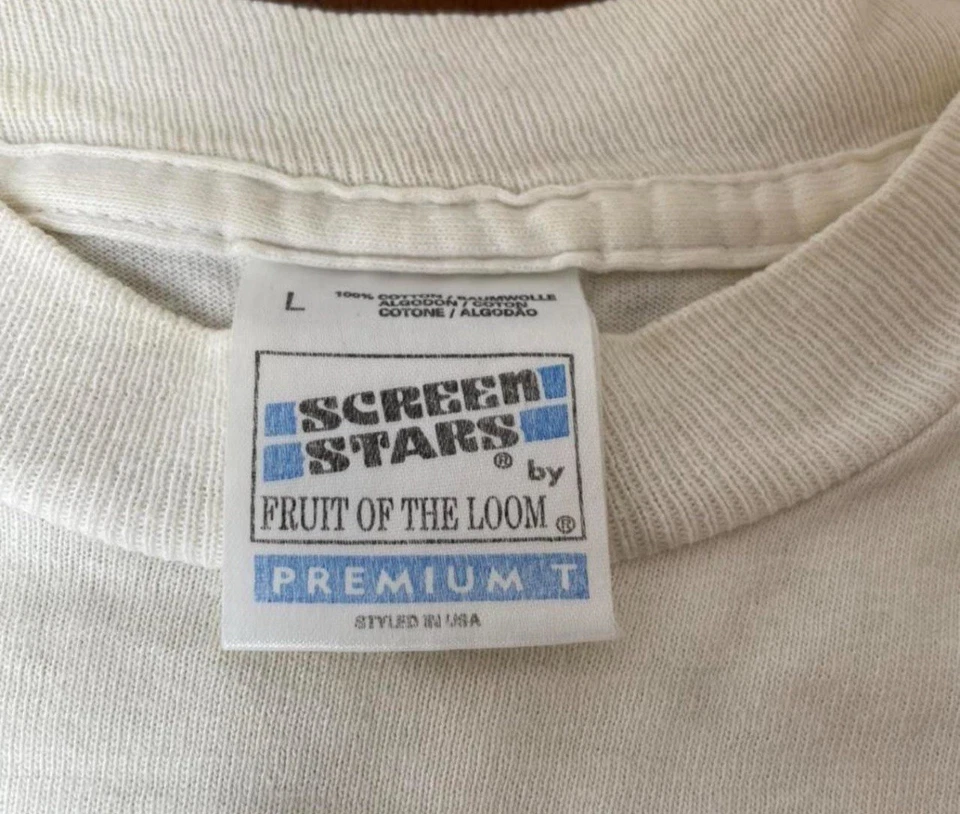 L 100% COTTON / BAUMWOLLE
ALGODON / COTON
COTONE / ALGODÃO
SCREEN
STARS® by
FRUIT OF THE LOOM ®
PREMIUM T
STYLED IN USA